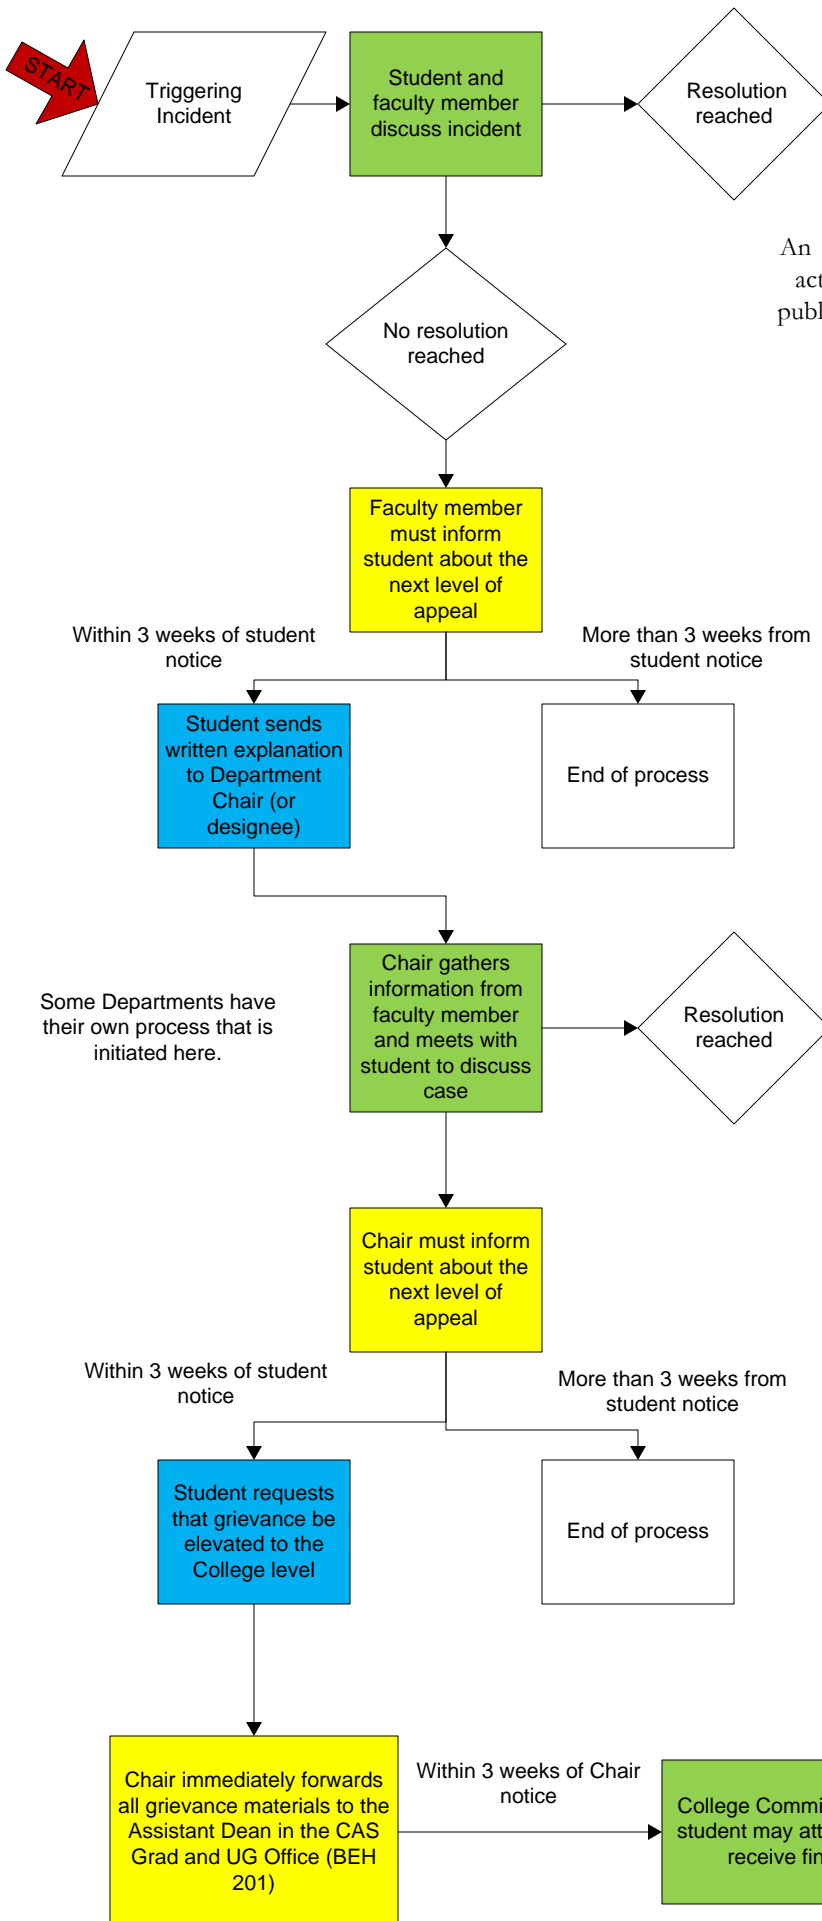 START
Triggering
Incident
Student and
faculty member
discuss incident
Resolution
reached
An
No resolution
reached
Faculty member
must inform
student about the
next level of
appeal
Within 3 weeks of student
notice
More than 3 weeks from
student notice
Student sends
written explanation
to Department
Chair (or
designee)
End of process
Chair gathers
information from
faculty member
and meets with
student to discuss
case
Resolution
reached
Some Departments have
their own process that is
initiated here.
Chair must inform
student about the
next level of
appeal
Within 3 weeks of student
notice
More than 3 weeks from
student notice
Student requests
that grievance be
elevated to the
College level
End of process
Chair immediately forwards
all grievance materials to the
Assistant Dean in the CAS
Grad and UG Office (BEH
201)
Within 3 weeks of Chair
notice
College
student may
receive